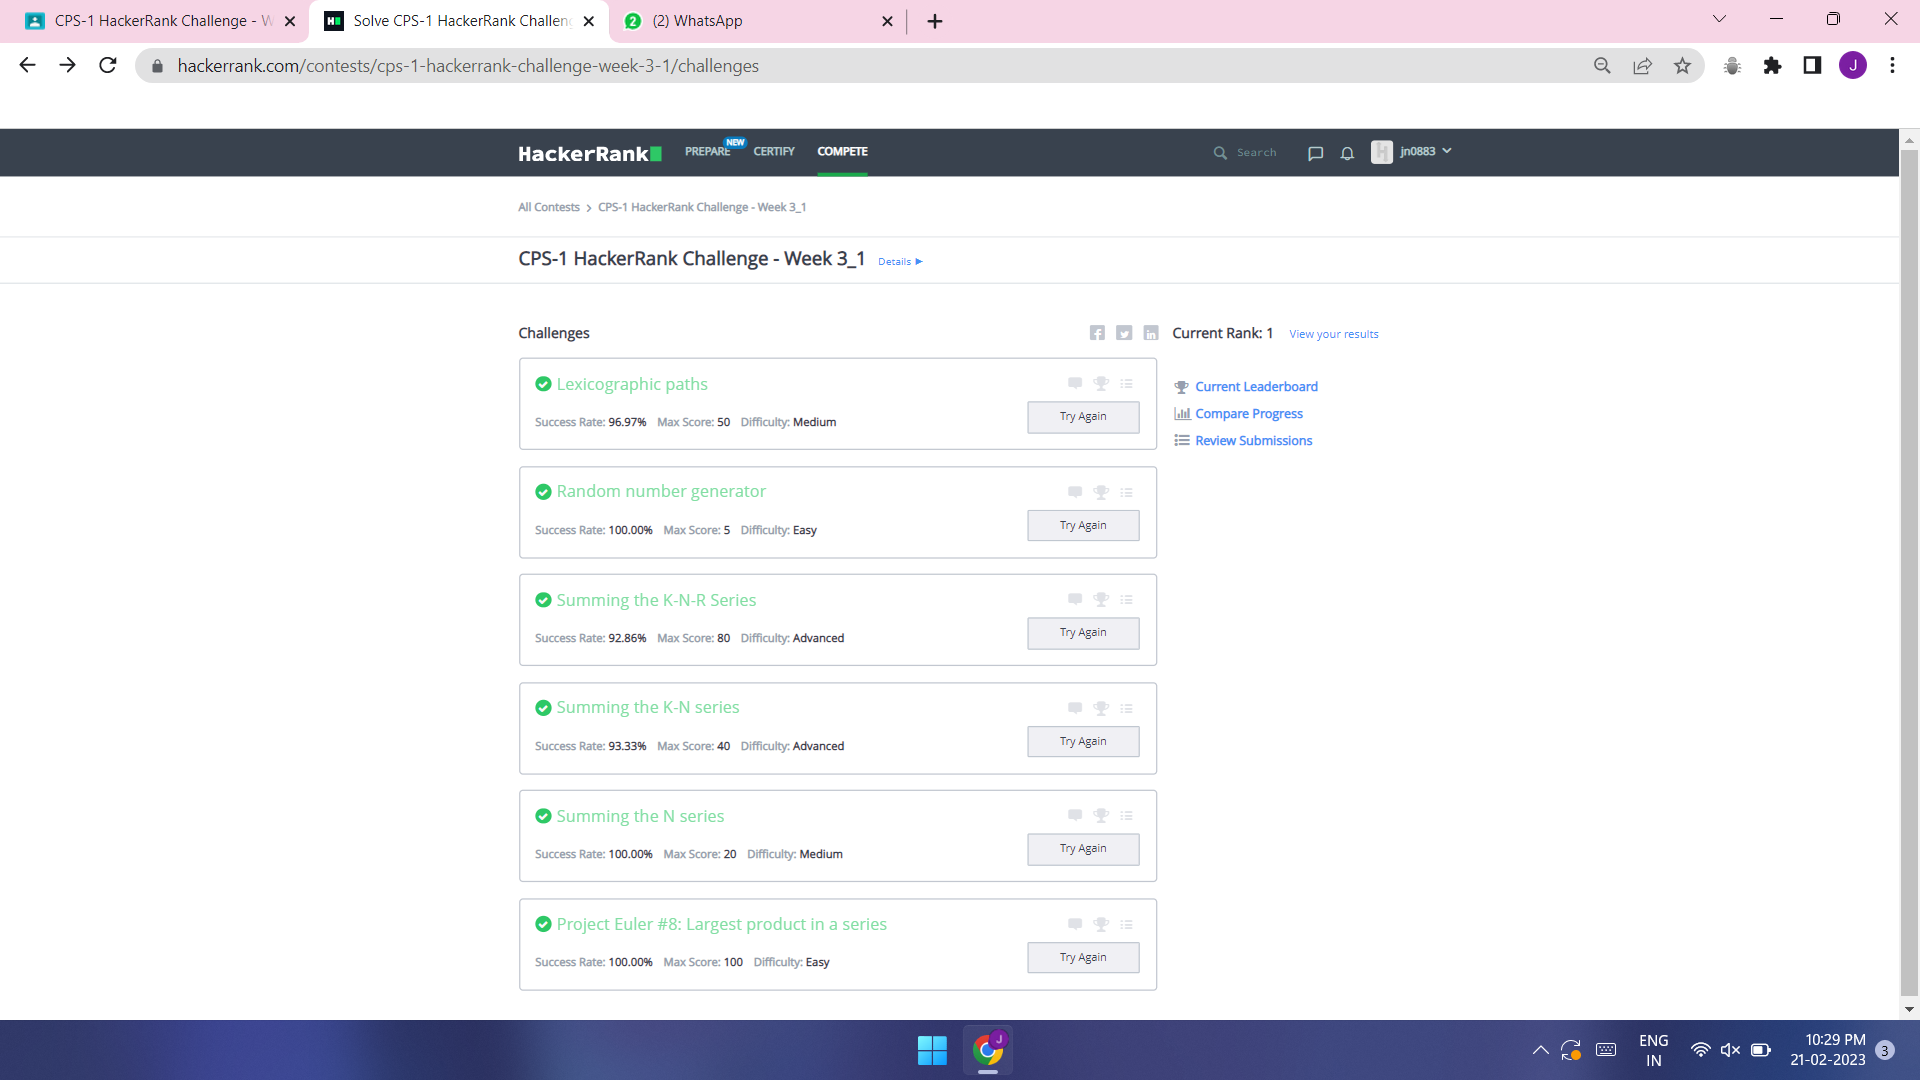 CPS-1 HackerRank Challenge - W
Solve CPS-1 HackerRank Challeng
(2) WhatsApp
hackerrank.com/contests/cps-1-hackerrank-challenge-week-3-1/challenges
J
HackerRank PREPARE NEW CERTIFY COMPETE Search H jn0883
All Contests > CPS-1 HackerRank Challenge - Week 3_1
CPS-1 HackerRank Challenge - Week 3_1 Details
Challenges
Current Rank: 1 View your results
Current Leaderboard
Compare Progress
Review Submissions
Lexicographic paths
Success Rate: 96.97% Max Score: 50 Difficulty: Medium
Try Again
Random number generator
Success Rate: 100.00% Max Score: 5 Difficulty: Easy
Try Again
Summing the K-N-R Series
Success Rate: 92.86% Max Score: 80 Difficulty: Advanced
Try Again
Summing the K-N series
Success Rate: 93.33% Max Score: 40 Difficulty: Advanced
Try Again
Summing the N series
Success Rate: 100.00% Max Score: 20 Difficulty: Medium
Try Again
Project Euler #8: Largest product in a series
Success Rate: 100.00% Max Score: 100 Difficulty: Easy
Try Again
J
ENG
IN
10:29 PM
21-02-2023
3